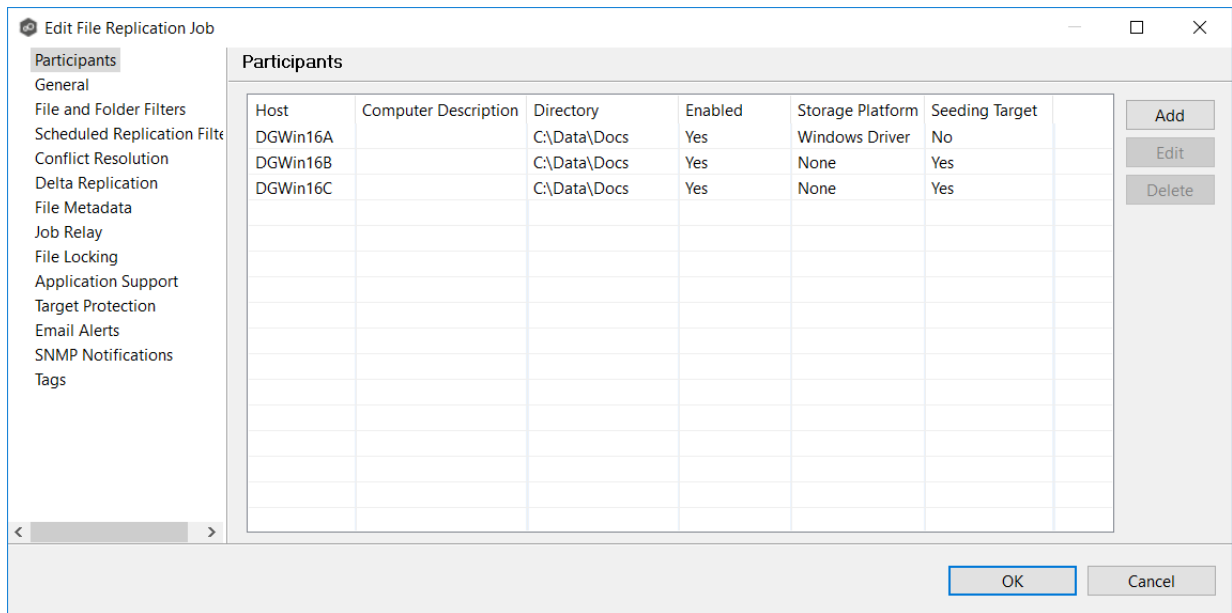 Edit File Replication Job
Participants
General
File and Folder Filters
Scheduled Replication Filte
Conflict Resolution
Delta Replication
File Metadata
Job Relay
File Locking
Application Support
Target Protection
Email Alerts
SNMP Notifications
Tags
Participants
Host Computer Description Directory Enabled Storage Platform Seeding Target
DGWin16A C:\Data\Docs Yes Windows Driver No
DGWin16B C:\Data\Docs Yes None Yes
DGWin16C C:\Data\Docs Yes None Yes
Add
Edit
Delete
OK Cancel